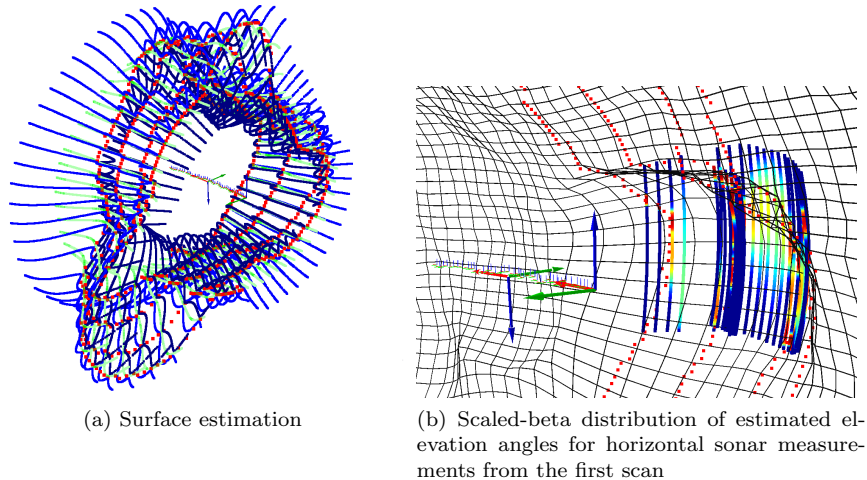 (a) Surface estimation
(b) Scaled-beta distribution of estimated el-
evation angles for horizontal sonar measure-
ments from the first scan